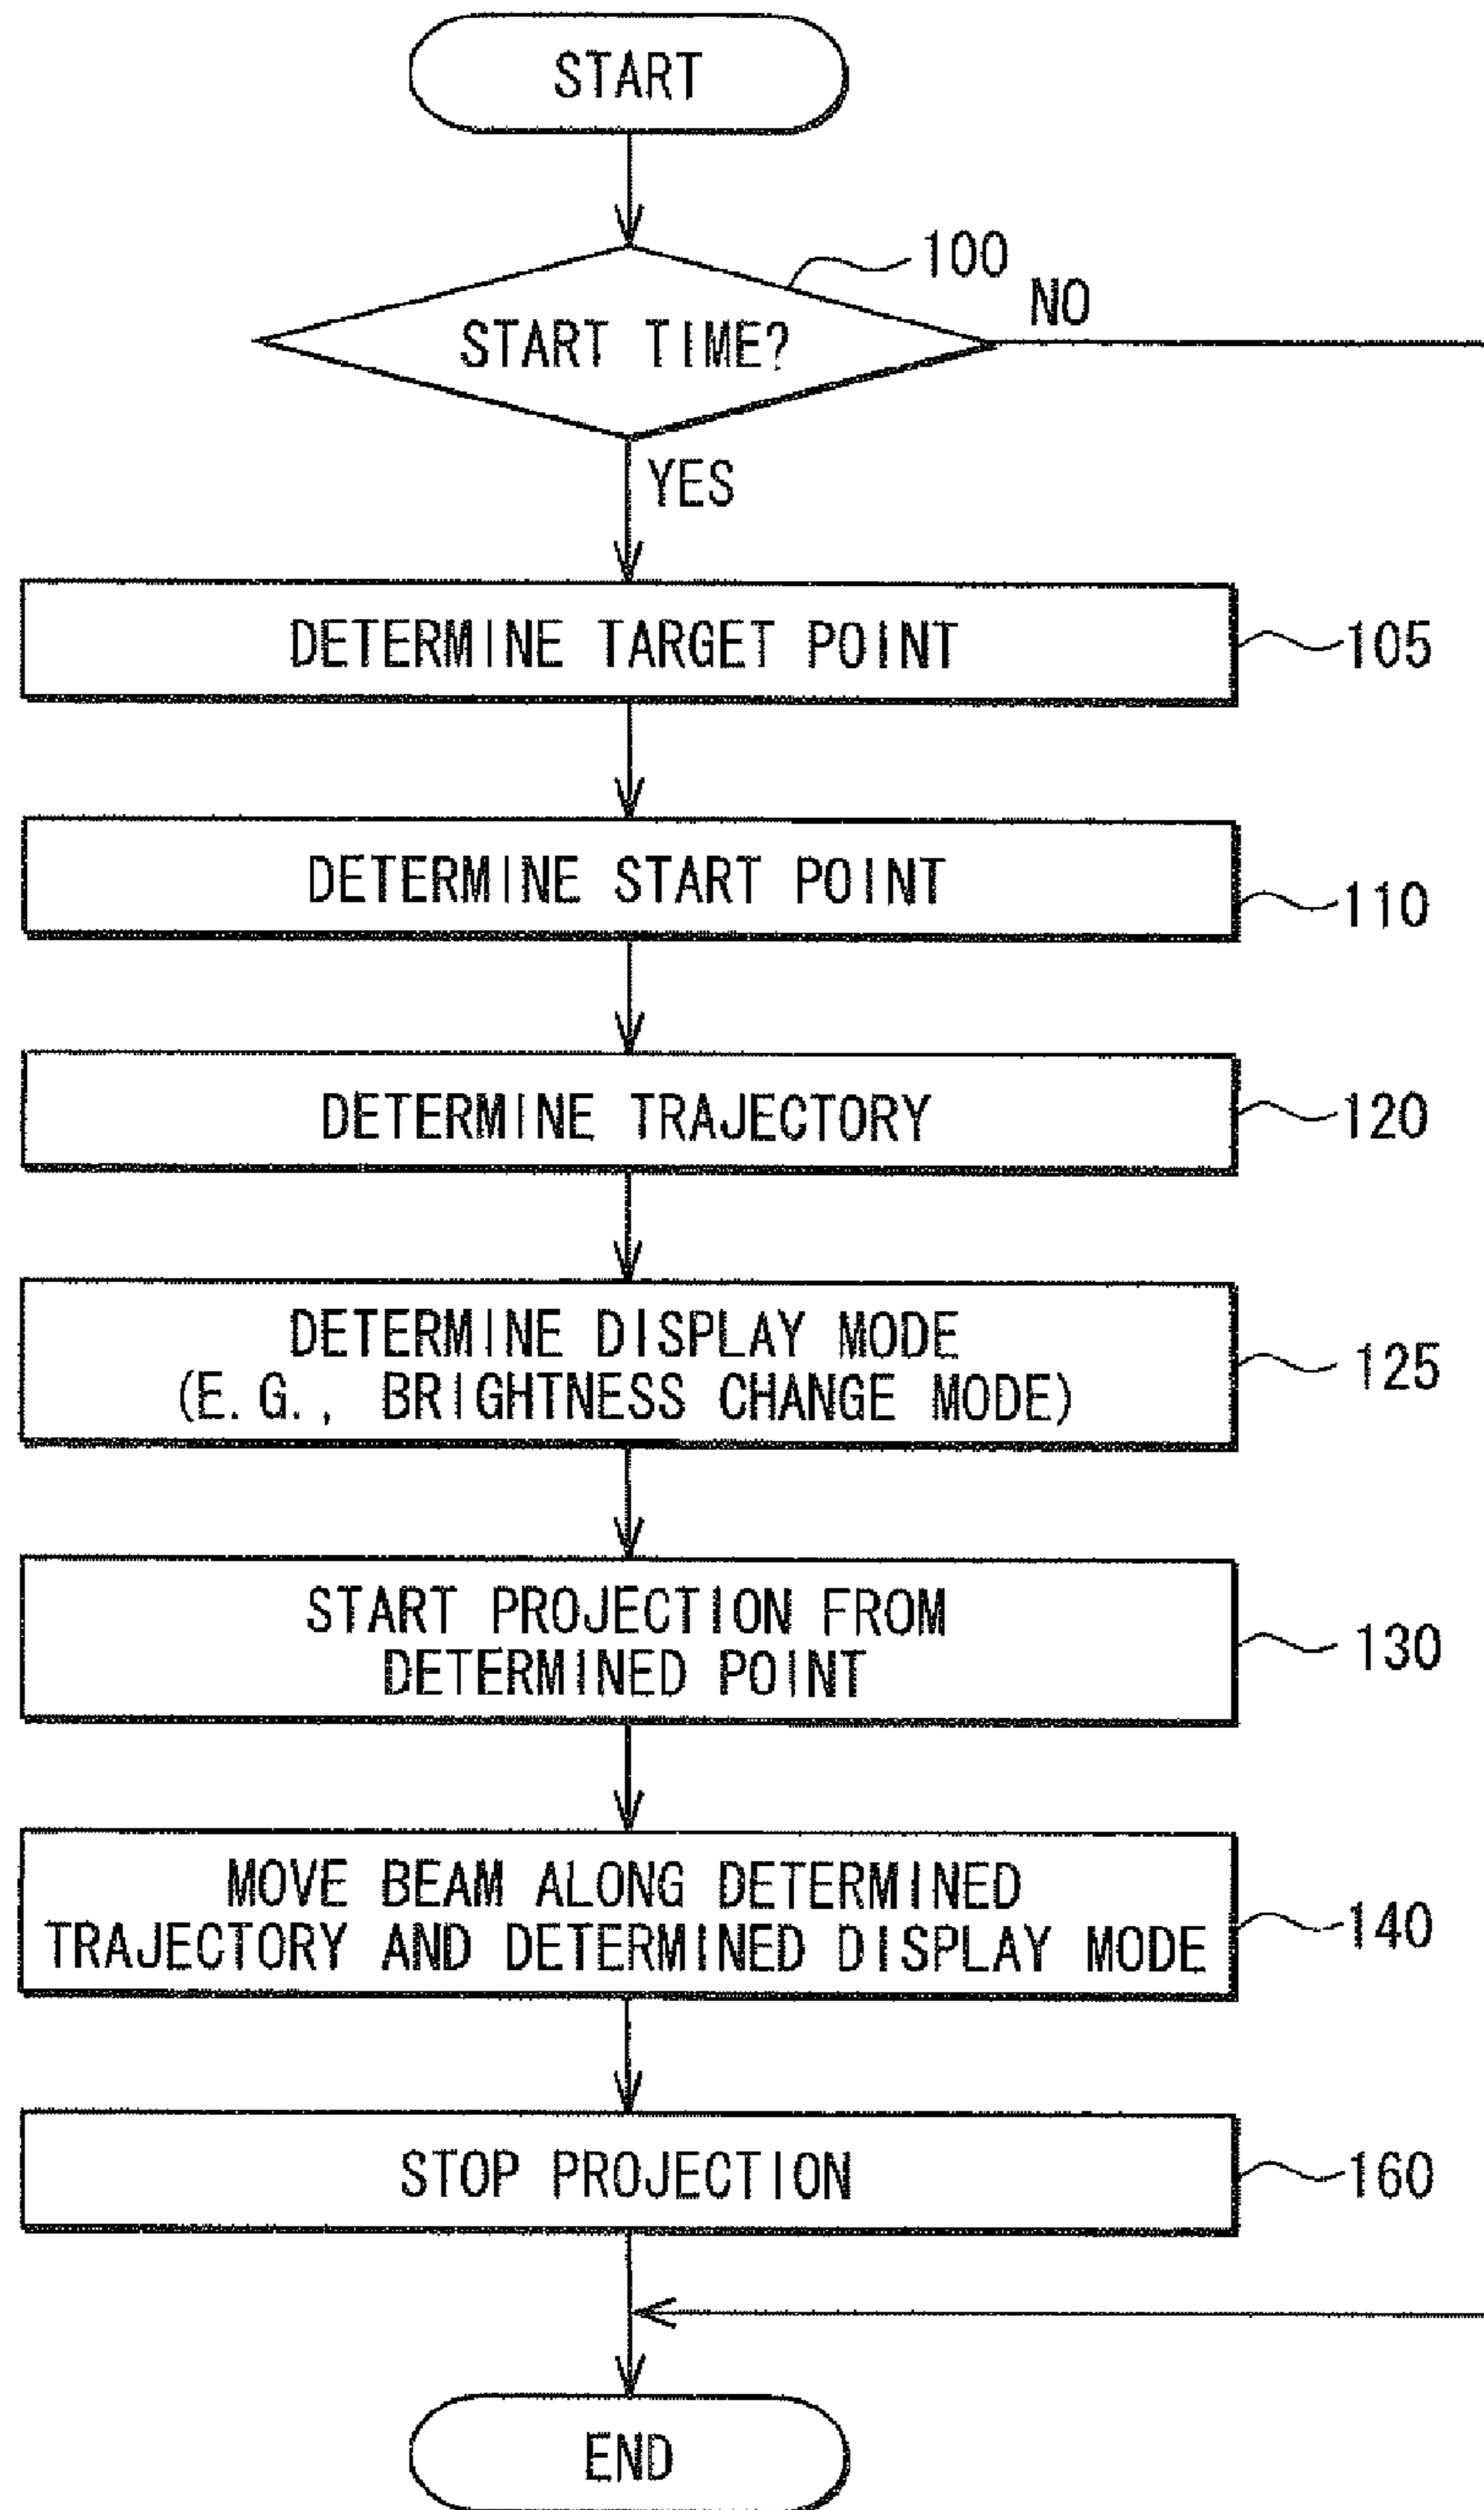 START
100
NO
START TIME?
YES
DETERMINE TARGET POINT
105
DETERMINE START POINT
110
DETERMINE TRAJECTORY
120
DETERMINE DISPLAY MODE
(E.G., BRIGHTNESS CHANGE MODE)
125
START PROJECTION FROM
DETERMINED POINT
130
MOVE BEAM ALONG DETERMINED
TRAJECTORY AND DETERMINED DISPLAY MODE
140
STOP PROJECTION
160
END